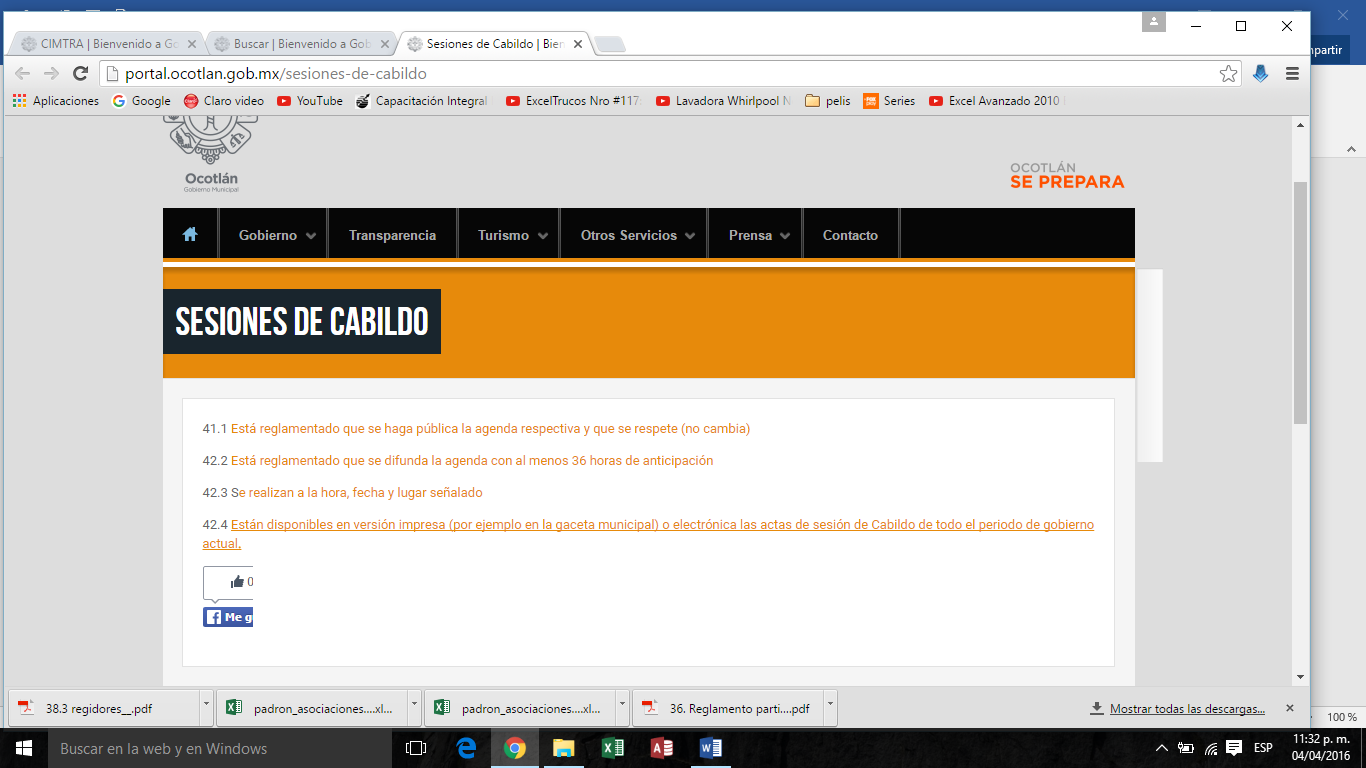 mpartir
CIMTRA | Bienvenido a Go
Buscar | Bienvenido a Gob
Sesiones de Cabildo | Bien
portal.ocotlan.gob.mx/sesiones-de-cabildo
Aplicaciones
Google
Claro video
YouTube
Capacitación Integral
ExcelTrucos Nro #117:
Lavadora Whirlpool N
pelis
Series
Excel Avanzado 2010
Ocotlán
Gobierno Municipal
OCOTLÁN
SE PREPARA
Gobierno
Transparencia
Turismo
Otros Servicios
Prensa
Contacto
SESIONES DE CABILDO
41.1 Está reglamentado que se haga pública la agenda respectiva y que se respete (no cambia)
42.2 Está reglamentado que se difunda la agenda con al menos 36 horas de anticipación
42.3 Se realizan a la hora, fecha y lugar señalado
42.4 Están disponibles en versión impresa (por ejemplo en la gaceta municipal) o electrónica las actas de sesión de Cabildo de todo el periodo de gobierno
actual.
0
Me g
38.3 regidores__.pdf
padron_asociaciones....xl...
padron_asociaciones....xl...
36. Reglamento parti....pdf
Mostrar todas las descargas...
100 %
Buscar en la web y en Windows
ESP
11:32 p. m.
04/04/2016